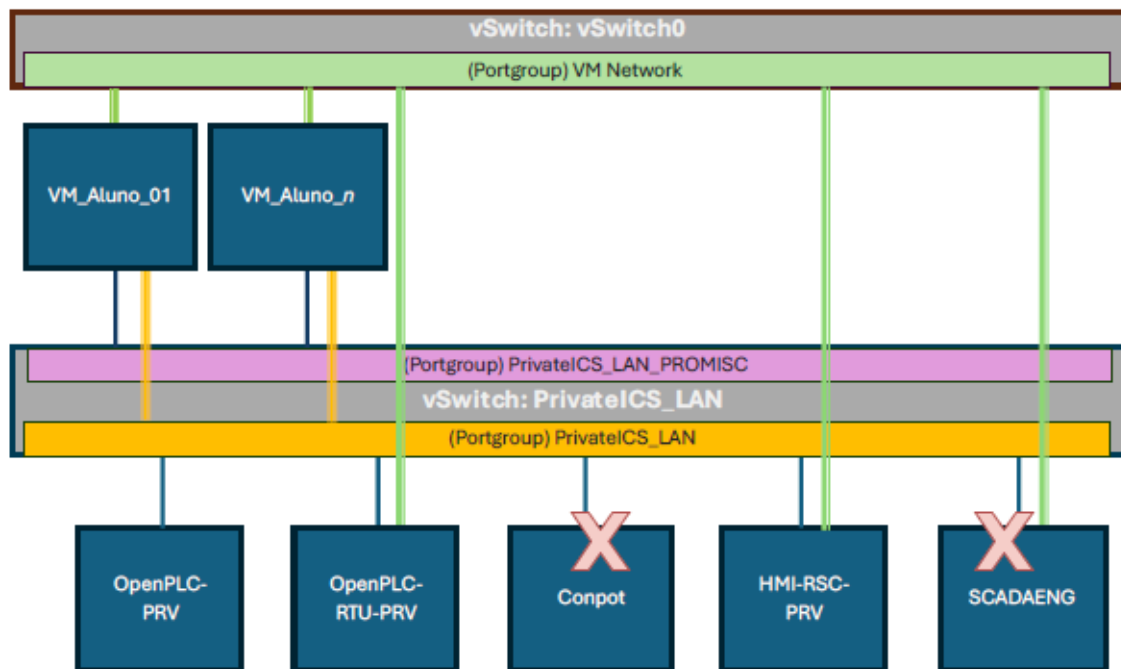 vSwitch: vSwitch0
(Portgroup) VM Network
VM_Aluno_01
VM_Aluno_n
(Portgroup) PrivateICS_LAN_PROMISC
vSwitch: PrivateICS_LAN
(Portgroup) PrivateICS_LAN
OpenPLC-
PRV
OpenPLC-
RTU-PRV
Conpot
HMI-RSC-
PRV
SCADAENG